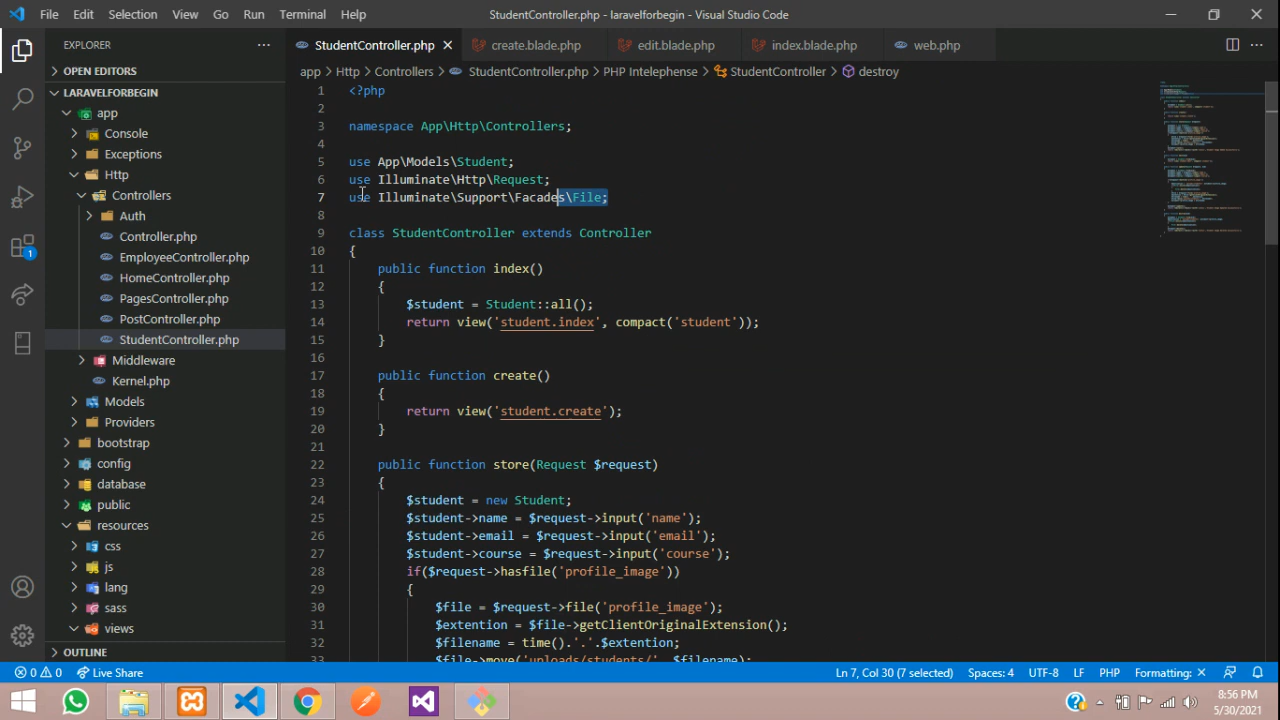 File Edit Selection View Go Run Terminal Help StudentController.php - laravelforbegin - Visual Studio Code
EXPLORER
OPEN EDITORS
LARAVELFORBEGIN
app
Console
Exceptions
Http
Controllers
Auth
Controller.php
EmployeeController.php
HomeController.php
PagesController.php
PostController.php
StudentController.php
Middleware
Kernel.php
Models
Providers
bootstrap
config
database
public
resources
css
js
lang
sass
views
OUTLINE
StudentController.php create.blade.php edit.blade.php index.blade.php web.php
app > Http > Controllers > StudentController.php > PHP Intelephense > StudentController > destroy
1 <?php
2
3 namespace App\Http\Controllers;
4
5 use App\Models\Student;
6 use Illuminate\Http\Request;
7 use Illuminate\Support\Facades\File;
8
9 class StudentController extends Controller
10 {
11 public function index()
12 {
13 $student = Student::all();
14 return view('student.index', compact('student'));
15 }
16
17 public function create()
18 {
19 return view('student.create');
20 }
21
22 public function store(Request $request)
23 {
24 $student = new Student;
25 $student->name = $request->input('name');
26 $student->email = $request->input('email');
27 $student->course = $request->input('course');
28 if($request->hasfile('profile_image'))
29 {
30 $file = $request->file('profile_image');
31 $extention = $file->getClientOriginalExtension();
32 $filename = time().'.'.$extention;
33 $file->move('uploads/students/', $filename);
0 0 Live Share Ln 7, Col 30 (7 selected) Spaces: 4 UTF-8 LF PHP Formatting: ×
1
8:56 PM
5/30/2021